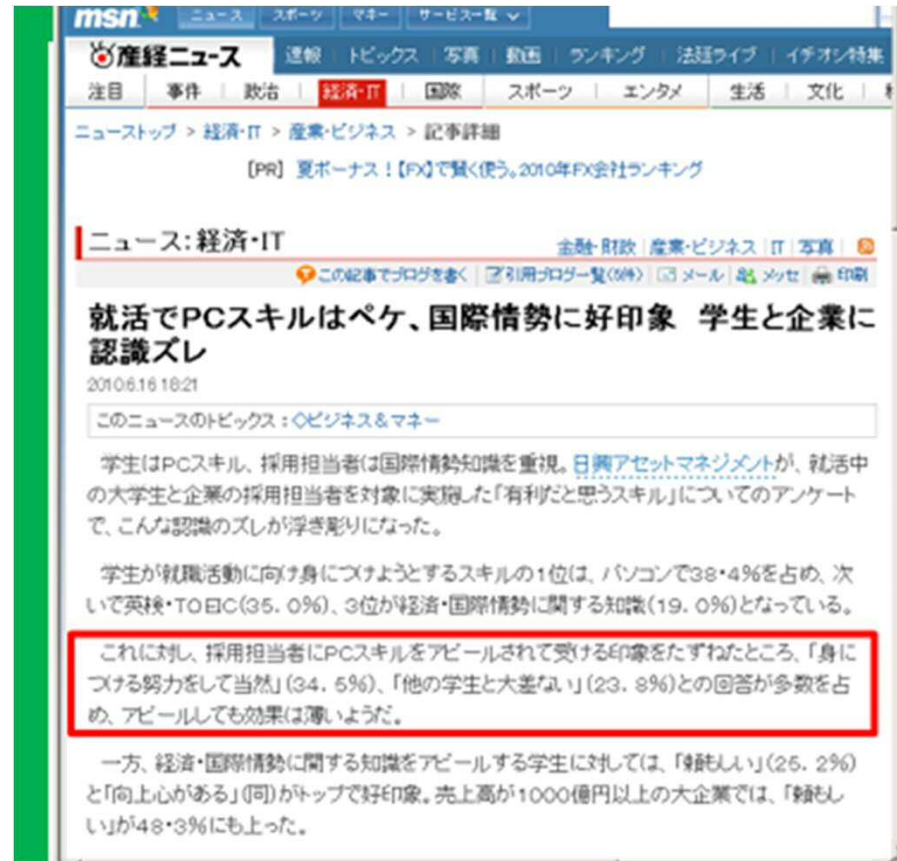 msn ニュース スポーツ マネー サービス一覧
産経ニュース 速報 トピックス 写真 動画 ランキング 法廷ライブ イチオシ特集
注目 事件 政治 経済・IT 国際 スポーツ エンタメ 生活 文化
ニューストップ > 経済・IT > 産業・ビジネス > 記事詳細
[PR] 夏ボーナス！【FX】で賢く使う。2010年FX会社ランキング
ニュース：経済・IT 金融・財政 産業・ビジネス IT 写真
この記事でブログを書く 引用ブログ一覧(5件) メール メッセ 印刷
就活でPCスキルはペケ、国際情勢に好印象　学生と企業に
認識ズレ
2010.6.16 18:21
このニュースのトピックス：◇ビジネス＆マネー
学生はPCスキル、採用担当者は国際情勢知識を重視。日興アセットマネジメントが、就活中
の大学生と企業の採用担当者を対象に実施した「有利だと思うスキル」についてのアンケート
で、こんな認識のズレが浮き彫りになった。
学生が就職活動に向け身につけようとするスキルの1位は、パソコンで38・4％を占め、次
いで英検・TOEIC(35．0％)、3位が経済・国際情勢に関する知識(19．0％)となっている。
これに対し、採用担当者にPCスキルをアピールされて受ける印象をたずねたところ、「身に
つける努力をして当然」(34．5％)、「他の学生と大差ない」(23．8％)との回答が多数を占
め、アピールしても効果は薄いようだ。
一方、経済・国際情勢に関する知識をアピールする学生に対しては、「頼もしい」(25．2％)
と「向上心がある」(同)がトップで好印象。売上高が1000億円以上の大企業では、「頼もし
い」が48・3％にも上った。